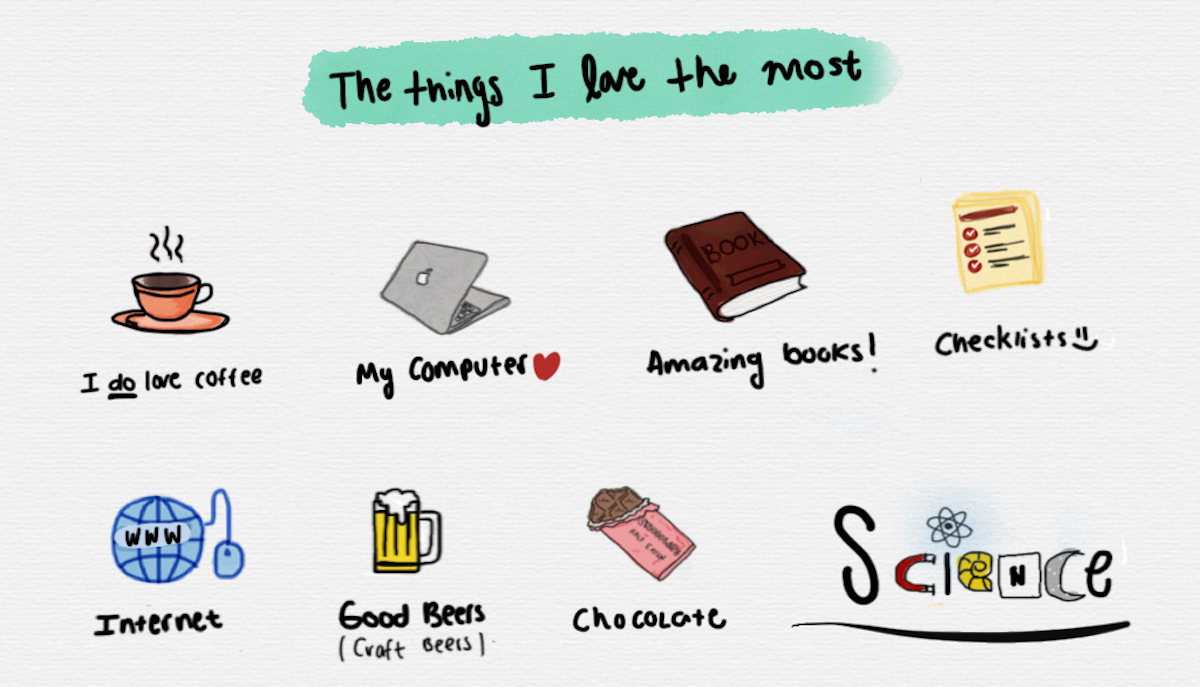 The things I love the most
BOOK
I do love coffee
My Computer
Amazing books!
Checklists
WWW
Internet
Good Beers
(Craft Beers)
Chocolate
Science